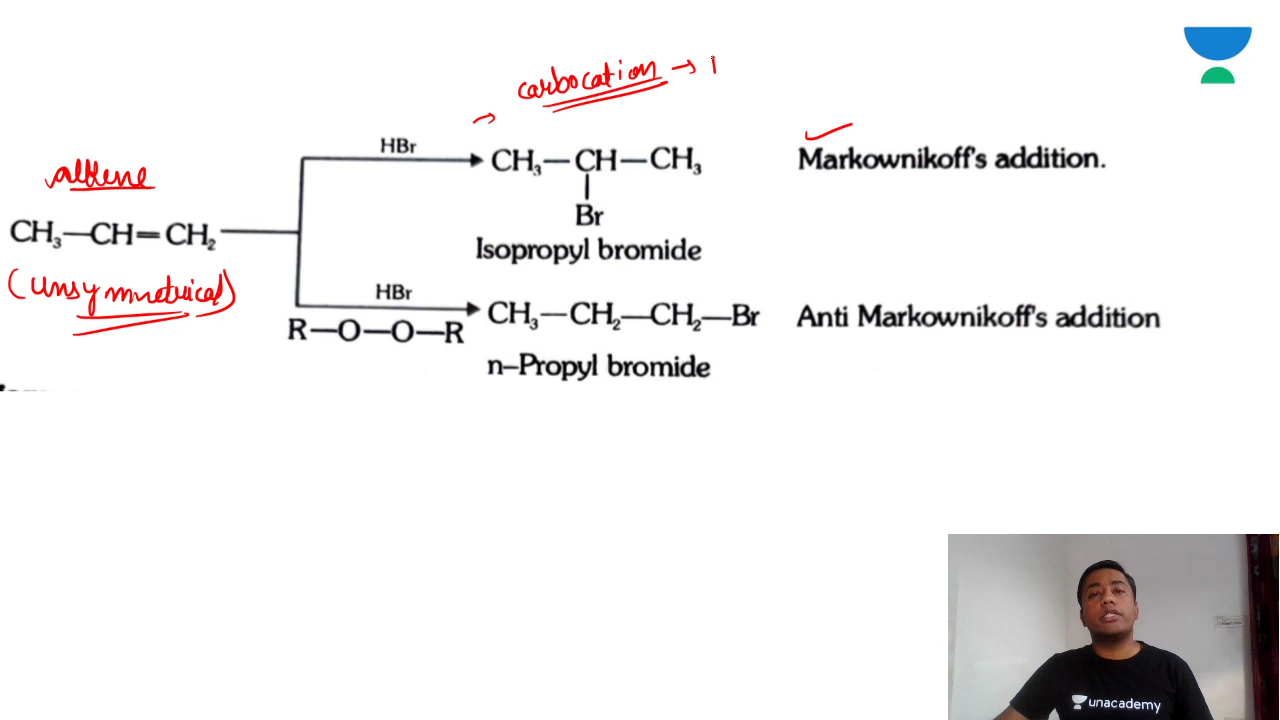 carbocation → 1
HBr
CH₃—CH—CH₃
|
Br
Isopropyl bromide
Markownikoff's addition.
alkene
CH₃—CH=CH₂
(Unsymmetrical)
HBr
R—O—O—R
CH₃—CH₂—CH₂—Br
n–Propyl bromide
Anti Markownikoff's addition
unacademy